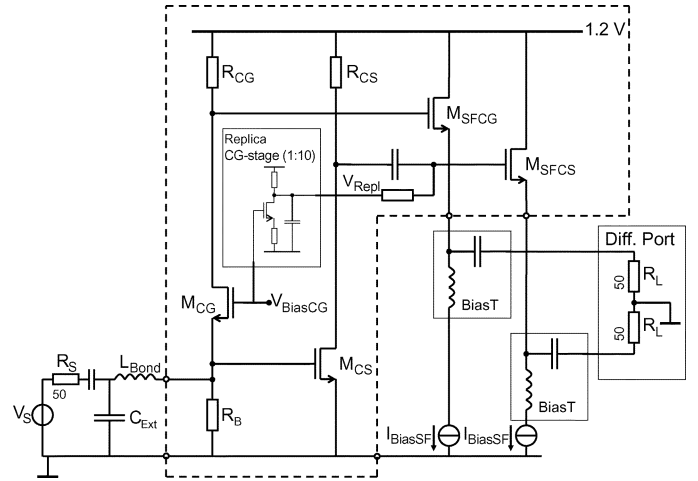 1.2 V
R_CG
R_CS
M_SFCG
Replica
CG-stage (1:10)
V_Repl
M_SFCS
Diff. Port
M_CG
V_BiasCG
BiasT
50
R_L
50
R_L
R_S
50
L_Bond
M_CS
V_S
C_Ext
R_B
BiasT
I_BiasSF
I_BiasSF